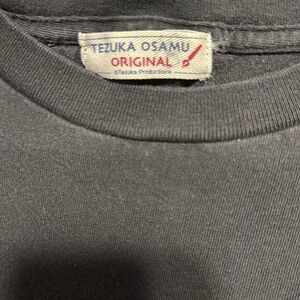 TEZUKA OSAMU
ORIGINAL
©Tezuka Productions